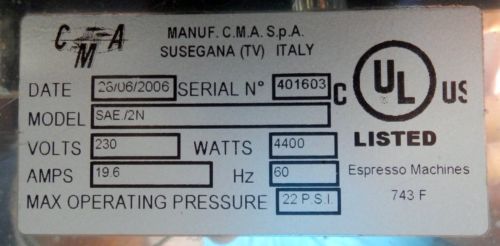 CMA
MANUF. C.M.A. S.p.A.
SUSEGANA (TV) ITALY
DATE 26/06/2006 SERIAL N° 401603
MODEL SAE./2N
C UL US
VOLTS 230 WATTS 4400
LISTED
AMPS 19.6 Hz 60
Espresso Machines
MAX OPERATING PRESSURE 22 P.S.I.
743 F